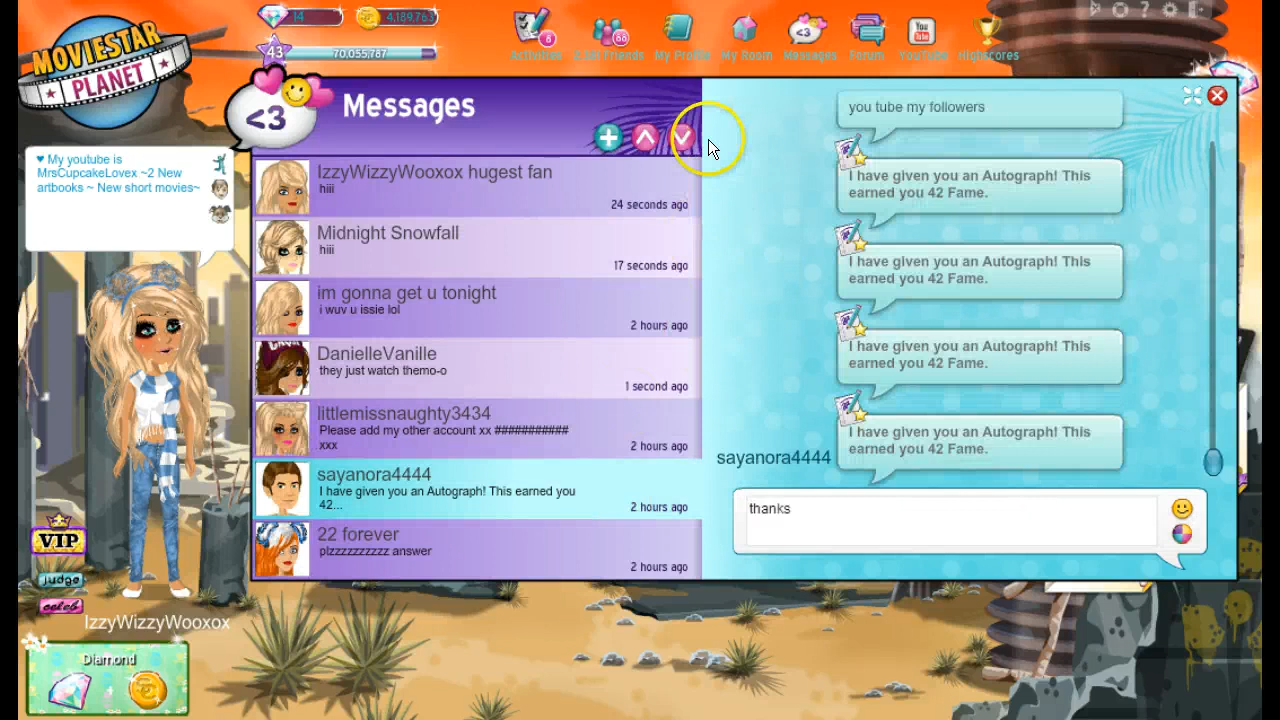 MOVIESTAR
PLANET
14
4,189,763
43
70,055,787
6
88
<3
You
Tube
Activities
My Profile
My Room
Messages
Forum
YouTube
Highscores
<3
Messages
♥ My youtube is
MrsCupcakeLovex ~2 New
artbooks ~ New short movies~
IzzyWizzyWooxox hugest fan
hiii
24 seconds ago
Midnight Snowfall
hiii
17 seconds ago
im gonna get u tonight
i wuv u issie lol
2 hours ago
DanielleVanille
they just watch themo-o
1 second ago
littlemissnaughty3434
Please add my other account xx ###########
xxx
2 hours ago
sayanora4444
I have given you an Autograph! This earned you
42...
2 hours ago
22 forever
plzzzzzzzzzz answer
2 hours ago
you tube my followers
I have given you an Autograph! This
earned you 42 Fame.
I have given you an Autograph! This
earned you 42 Fame.
I have given you an Autograph! This
earned you 42 Fame.
I have given you an Autograph! This
earned you 42 Fame.
sayanora4444
thanks
VIP
judge
celeb
IzzyWizzyWooxox
Diamond